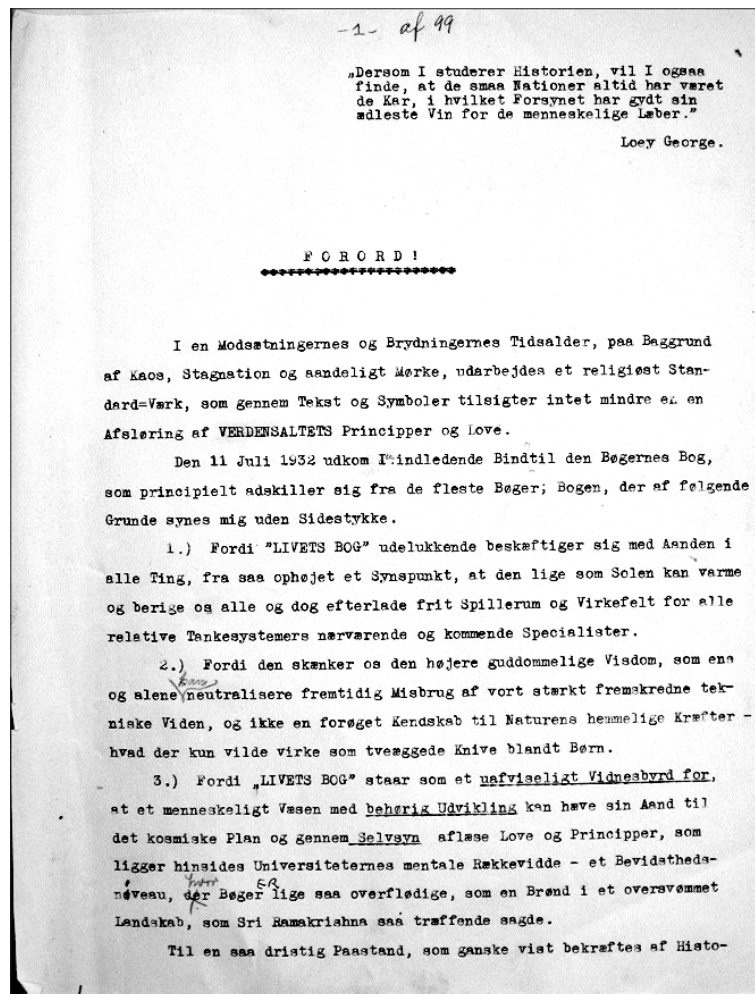 -1- af 99
„Dersom I studerer Historien, vil I ogsaa
finde, at de smaa Nationer altid har været
de Kar, i hvilket Forsynet har gydt sin
ædleste Vin for de menneskelige Læber.”
Loey George.
FORORD!
I en Modsætningernes og Brydningernes Tidsalder, paa Baggrund
af Kaos, Stagnation og aandeligt Mørke, udarbejdes et religiøst Stan-
dard=Værk, som gennem Tekst og Symboler tilsigter intet mindre en en
Afsløring af VERDENSALTETS Principper og Love.
Den 11 Juli 1932 udkom I" indledende Bindtil den Bøgernes Bog,
som principielt adskiller sig fra de fleste Bøger; Bogen, der af følgende
Grunde synes mig uden Sidestykke.
1.) Fordi "LIVETS BOG" udelukkende beskæftiger sig med Aanden i
alle Ting, fra saa ophøjet et Synspunkt, at den lige som Solen kan varme
og berige os alle og dog efterlade frit Spillerum og Virkefelt for alle
relative Tankesystemers nærværende og kommende Specialister.
2.) Fordi den skænker os den højere guddommelige Visdom, som ens
kan
og alene neutralisere fremtidig Misbrug af vort stærkt fremskredne tek-
niske Viden, og ikke en forøget Kendskab til Naturens hemmelige Kræfter -
hvad der kun vilde virke som tveæggede Knive blandt Børn.
3.) Fordi „LIVETS BOG" staar som et uafviseligt Vidnesbyrd for,
at et menneskeligt Væsen med behørig Udvikling kan hæve sin Aand til
det kosmiske Plan og gennem Selvsyn aflæse Love og Principper, som
ligger hinsides Universiteternes mentale Rækkevidde - et Bevidstheds-
hvor ER
nøveau, der Bøger lige saa overflødige, som en Brønd i et oversvømmet
Landskab, som Sri Ramakrishna saa træffende sagde.
Til en saa dristig Paastand, som ganske vist bekræftes af Histo-